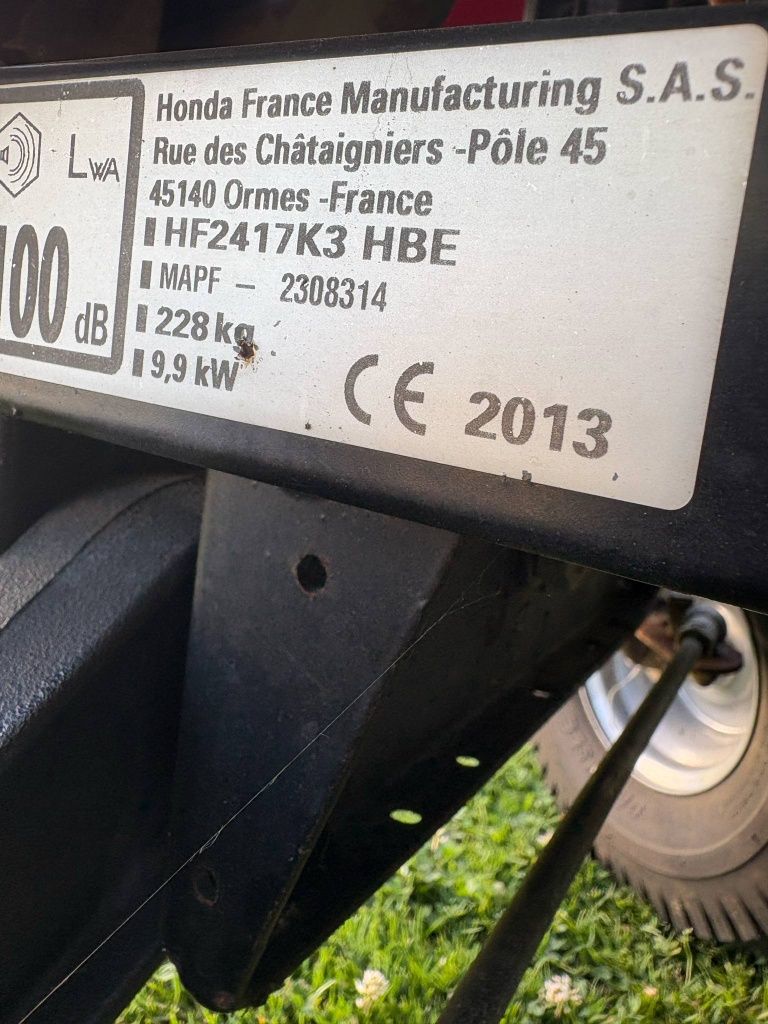 Honda France Manufacturing S.A.S.
Rue des Châtaigniers -Pôle 45
45140 Ormes -France
HF2417K3 HBE
MAPF – 2308314
228 kg
9,9 kW
LWA
100 dB
CE 2013